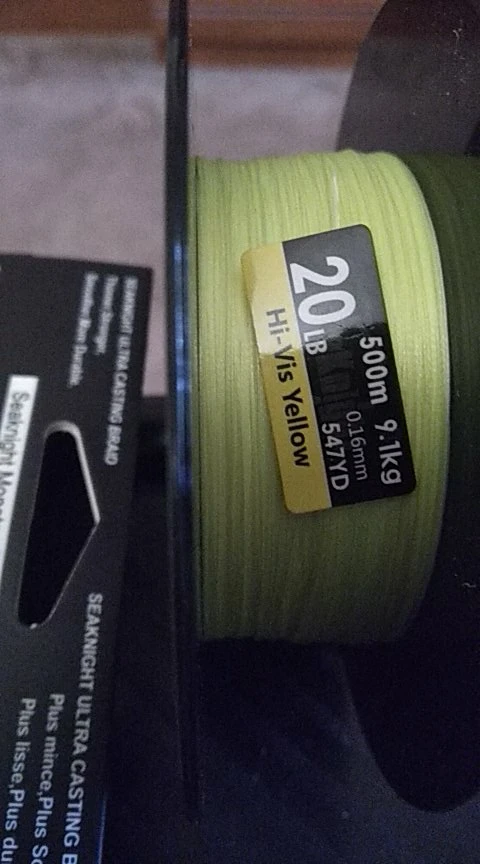 20LB
Hi-Vis Yellow
500m 9.1kg
0.16mm
547YD
SEAKNIGHT ULTRA CASTING BRAID
Seaknight
SEAKNIGHT ULTRA CASTING B
Plus mince,Plus
Plus lisse,Plus du